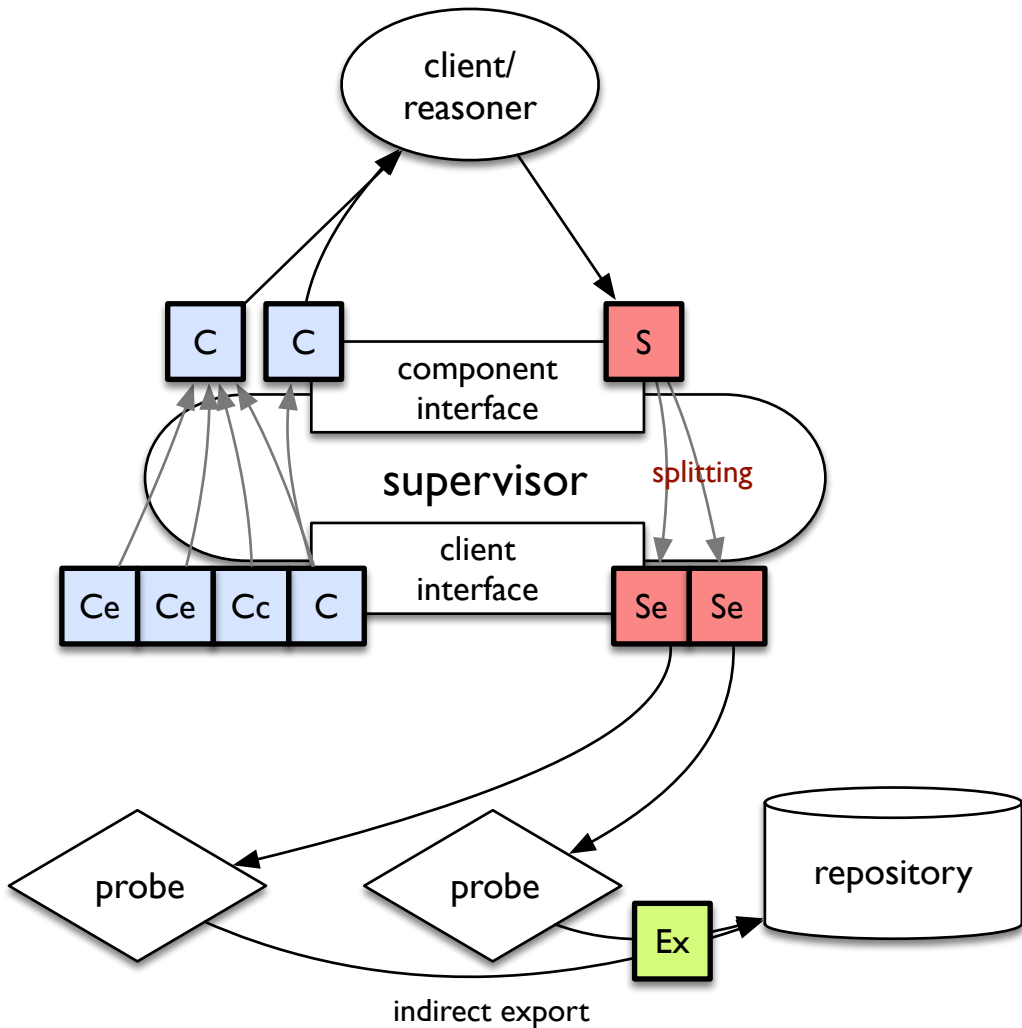 client/
reasoner
C
C
S
component
interface
supervisor
splitting
client
interface
Ce
Ce
Cc
C
Se
Se
probe
probe
repository
Ex
indirect export